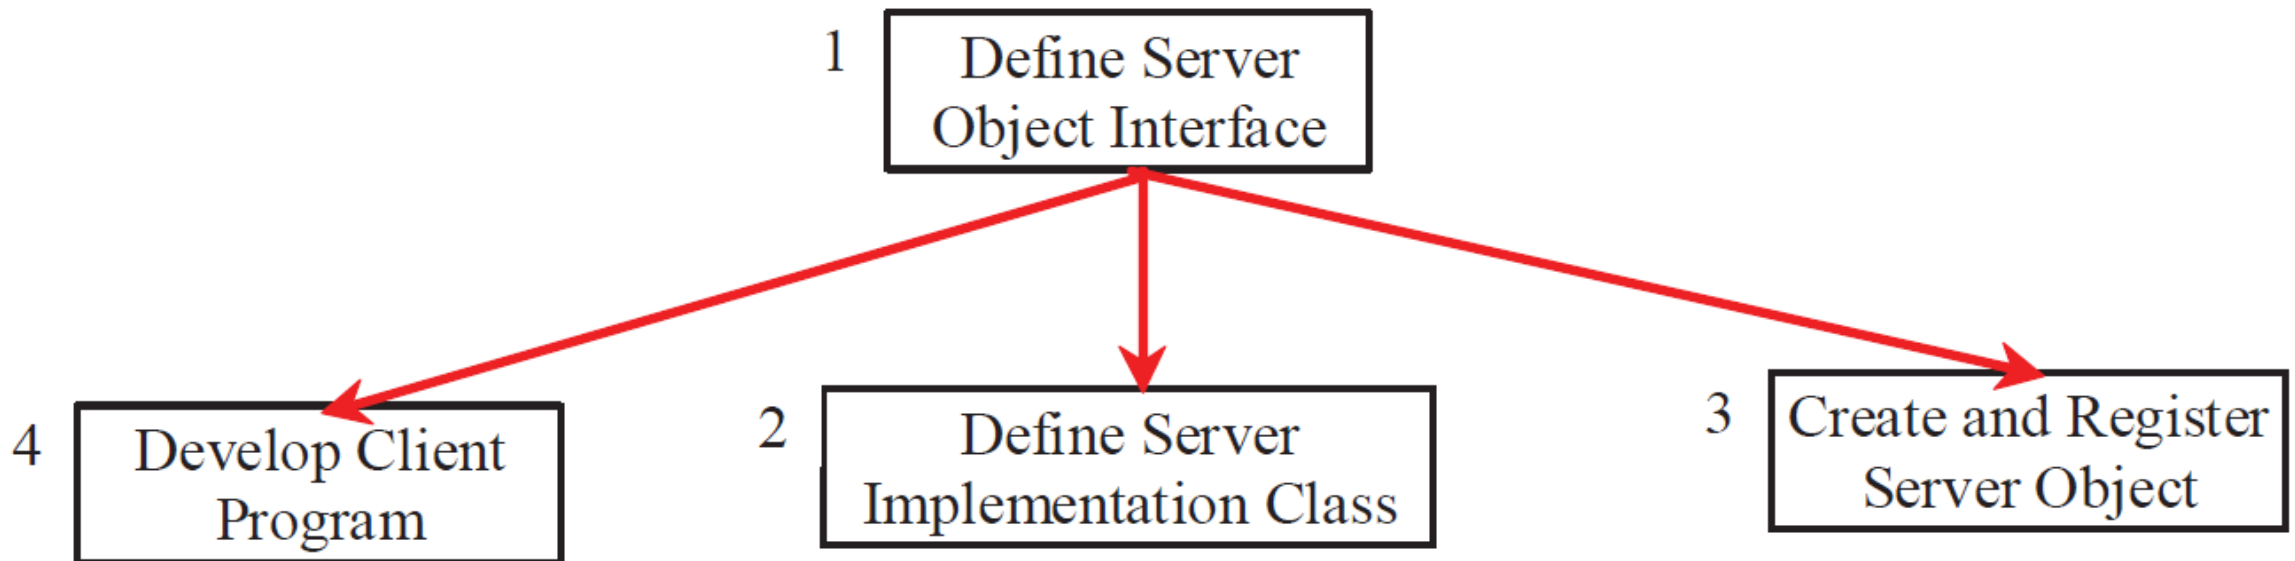 1
Define Server
Object Interface
4
Develop Client
Program
2
Define Server
Implementation Class
3
Create and Register
Server Object